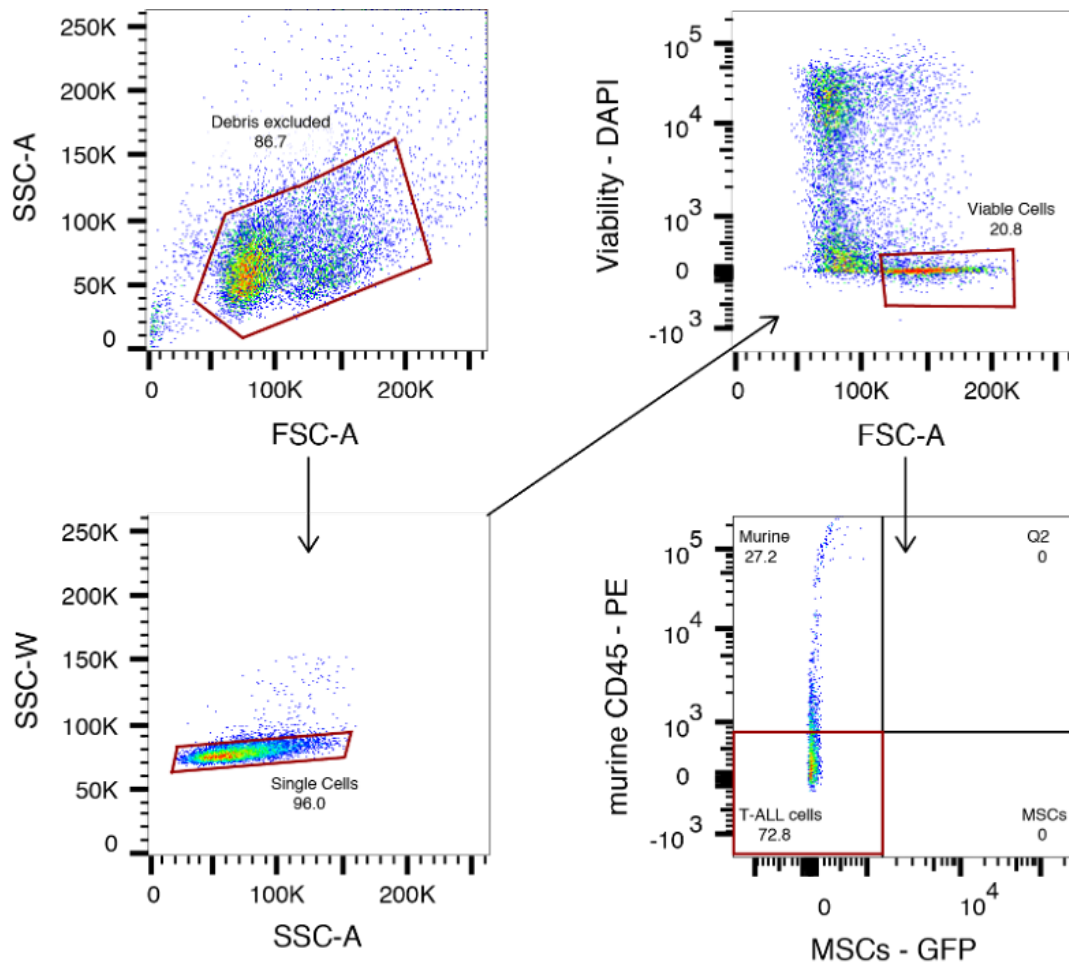 250K
200K
150K
100K
50K
0
SSC-A
Debris excluded
86.7
0
100K
200K
FSC-A
10^5
10^4
10^3
0
-10^3
Viability - DAPI
Viable Cells
20.8
0
100K
200K
FSC-A
250K
200K
150K
100K
50K
0
SSC-W
Single Cells
96.0
0
100K
200K
SSC-A
10^5
10^4
10^3
0
-10^3
murine CD45 - PE
Murine
27.2
Q2
0
T-ALL cells
72.8
MSCs
0
0
10^4
MSCs - GFP